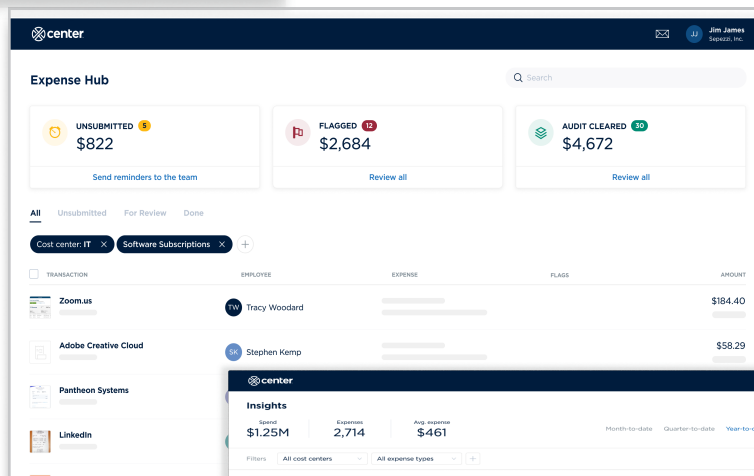 center
JJ
Jim James
Sepezzi, Inc.
Expense Hub
Search
UNSUBMITTED 5
$822
Send reminders to the team
FLAGGED 12
$2,684
Review all
AUDIT CLEARED 30
$4,672
Review all
All Unsubmitted For Review Done
Cost center: IT × Software Subscriptions × +
TRANSACTION EMPLOYEE EXPENSE FLAGS AMOUNT
Zoom.us TW Tracy Woodard $184.40
Adobe Creative Cloud SK Stephen Kemp $58.29
Pantheon Systems
LinkedIn
center
Insights
Spend Expenses Avg. expense
$1.25M 2,714 $461
Month-to-date Quarter-to-date Year-to-d
Filters All cost centers All expense types +